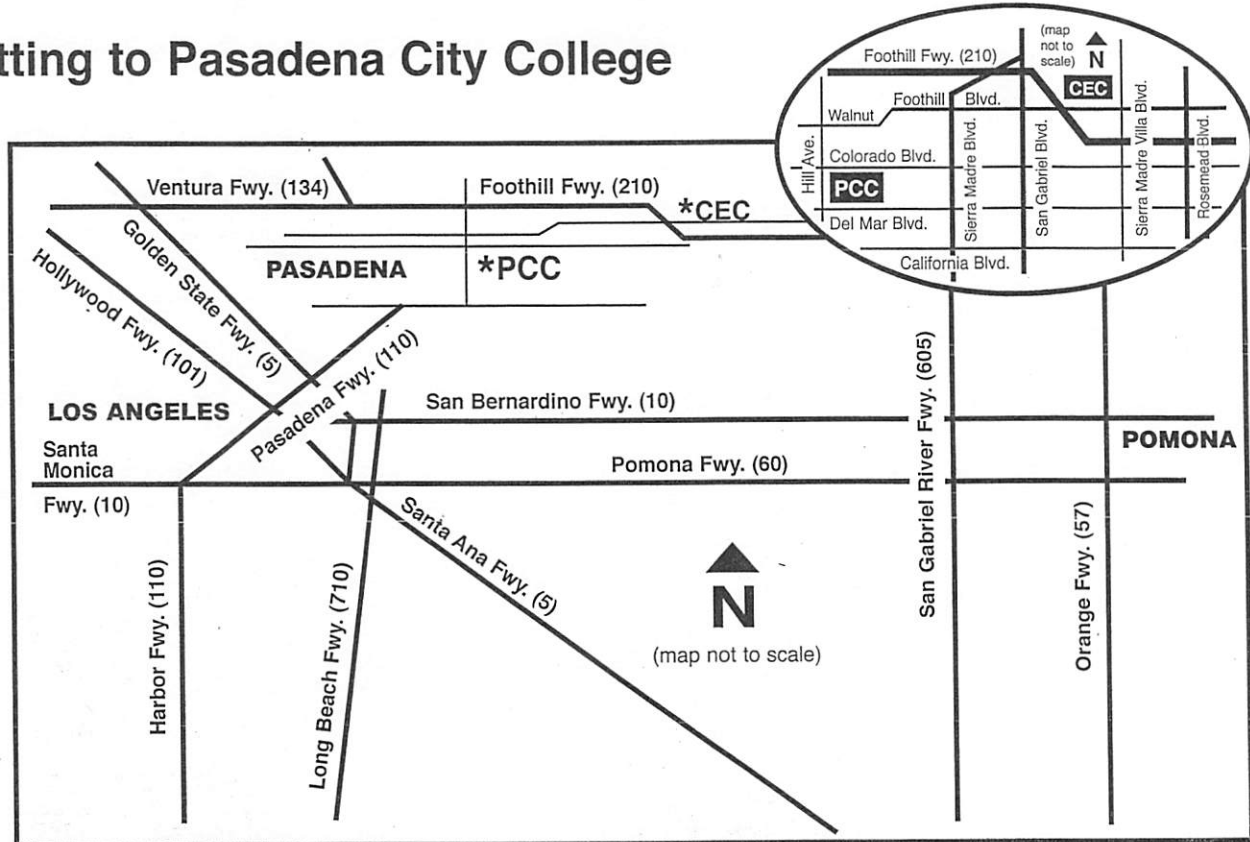 tting to Pasadena City College
Foothill Fwy. (210)
(map
not to
scale)
N
CEC
Foothill Blvd.
Walnut
Hill Ave.
Colorado Blvd.
PCC
Del Mar Blvd.
California Blvd.
Sierra Madre Blvd.
San Gabriel Blvd.
Sierra Madre Villa Blvd.
Rosemead Blvd.
Ventura Fwy. (134)
Foothill Fwy. (210)
*CEC
Golden State Fwy. (5)
Hollywood Fwy. (101)
PASADENA
*PCC
Pasadena Fwy. (110)
LOS ANGELES
San Bernardino Fwy. (10)
POMONA
Santa
Monica
Fwy. (10)
Pomona Fwy. (60)
Santa Ana Fwy. (5)
Harbor Fwy. (110)
Long Beach Fwy. (710)
San Gabriel River Fwy. (605)
Orange Fwy. (57)
N
(map not to scale)